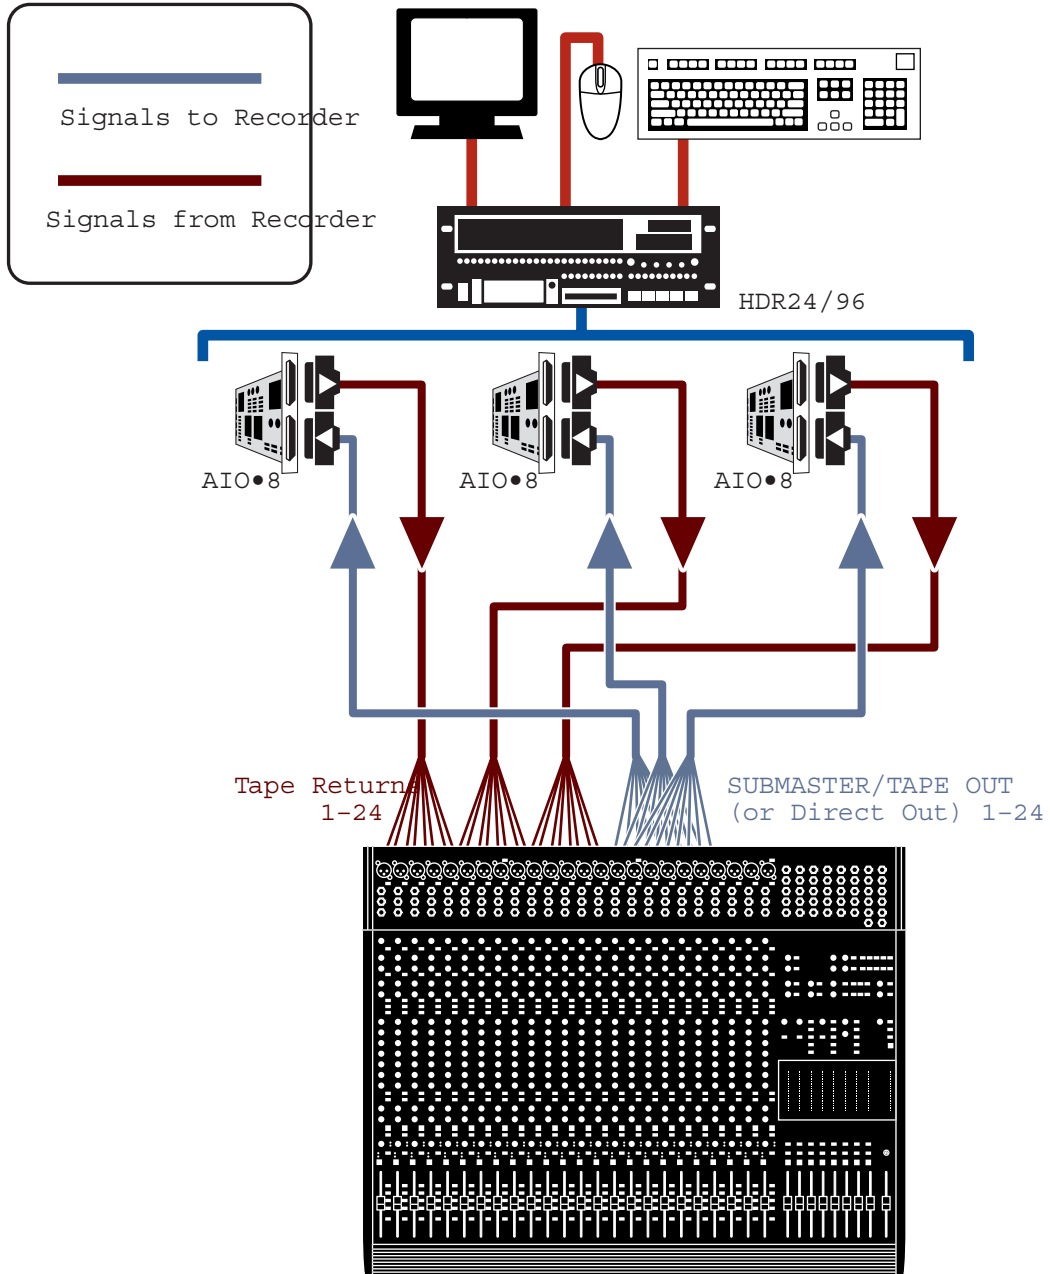 Signals to Recorder
Signals from Recorder
HDR24/96
AIO•8
AIO•8
AIO•8
Tape Returns
1-24
SUBMASTER/TAPE OUT
(or Direct Out) 1-24